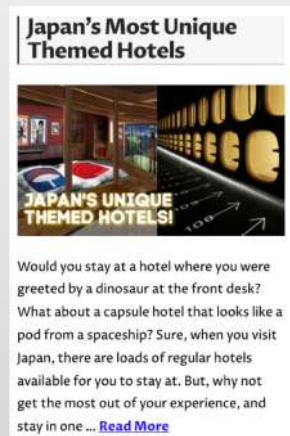 Japan's Most Unique
Themed Hotels
JAPAN'S UNIQUE
THEMED HOTELS!
Would you stay at a hotel where you were
greeted by a dinosaur at the front desk?
What about a capsule hotel that looks like a
pod from a spaceship? Sure, when you visit
Japan, there are loads of regular hotels
available for you to stay at. But, why not
get the most out of your experience, and
stay in one ... Read More